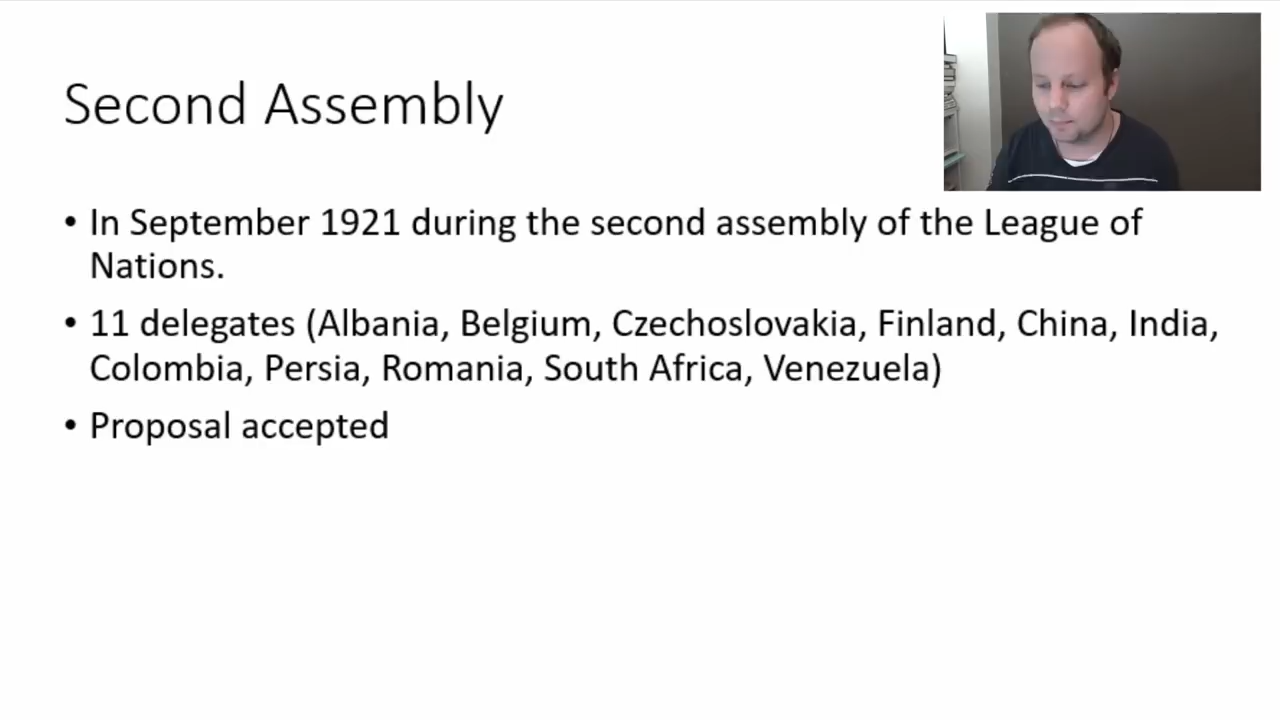 Second Assembly
• In September 1921 during the second assembly of the League of
Nations.
• 11 delegates (Albania, Belgium, Czechoslovakia, Finland, China, India,
Colombia, Persia, Romania, South Africa, Venezuela)
• Proposal accepted